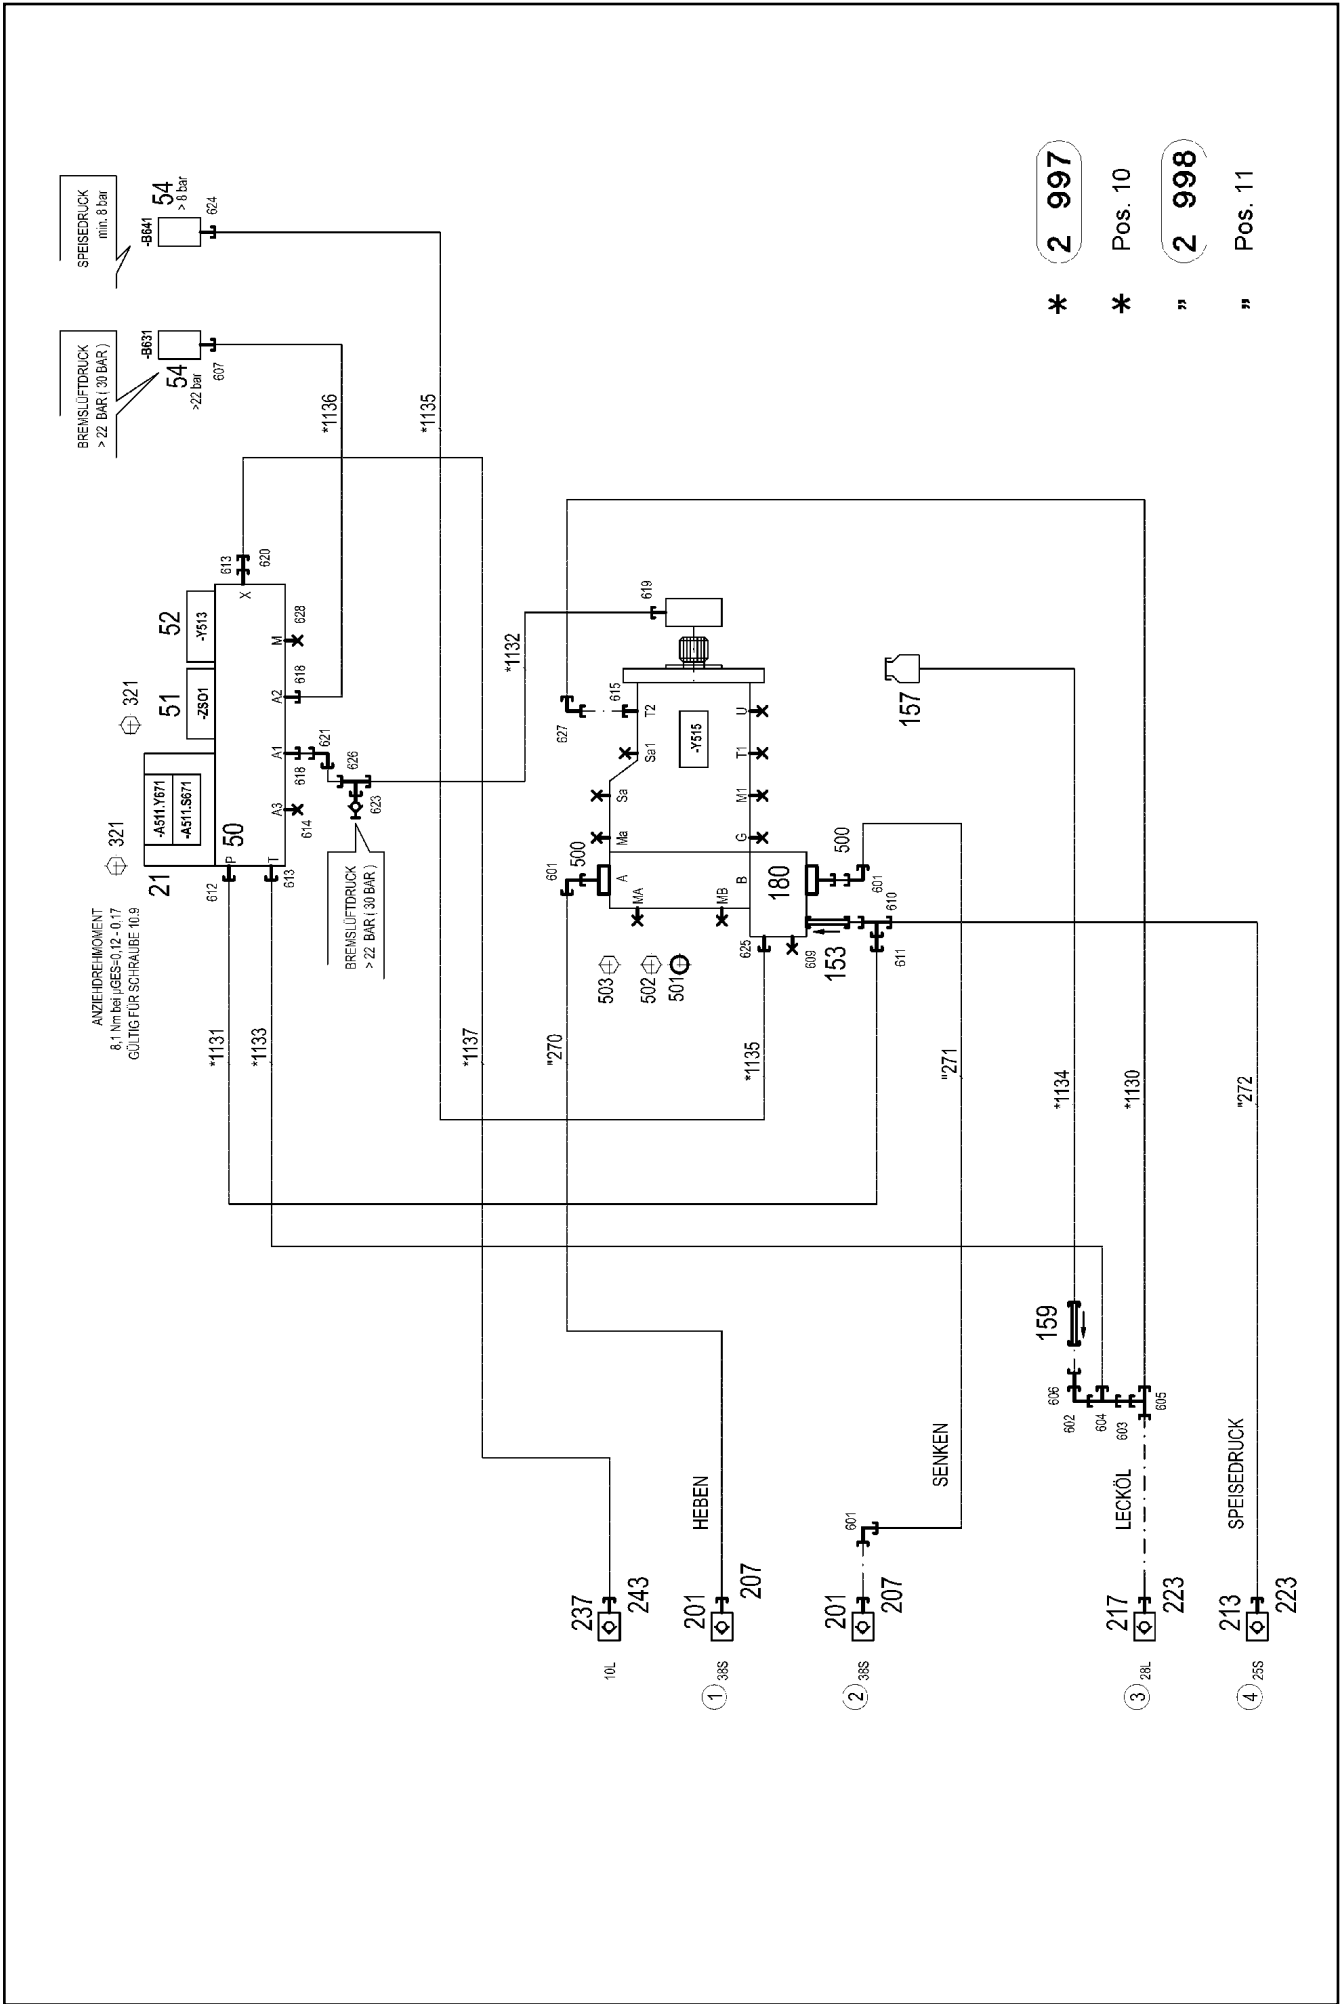 SPEISEDRUCK
min. 8 bar
BREMSLÜFTDRUCK
> 22 BAR ( 30 BAR )
-B641
54
> 8 bar
624
-B631
54
>22 bar
607
*1136
*1135
613
620
X
52
-Y513
M
628
51
-ZSO1
A2
618
321
A1
618
621
626
623
-A511.Y671
-A511.S671
A3
614
321
50
21
P
612
T
613
ANZIEHDREHMOMENT
8,1 Nm bei µGES=0,12 - 0,17
GÜLTIG FÜR SCHRAUBE 10.9
BREMSLÜFTDRUCK
> 22 BAR ( 30 BAR )
*1131
*1133
*1137
*1132
619
627
615
T2
Sa1
-Y515
U
T1
Sa
Ma
M1
G
601
500
A
MA
MB
B
180
500
601
610
611
625
609
153
503
502
501
"270
*1135
"271
157
*1134
*1130
"272
159
606
602
604
603
605
HEBEN
SENKEN
LECKÖL
SPEISEDRUCK
601
237
243
10L
201
207
1 38S
201
207
2 38S
217
223
3 28L
213
223
4 25S
* 2 997
* Pos. 10
" 2 998
" Pos. 11